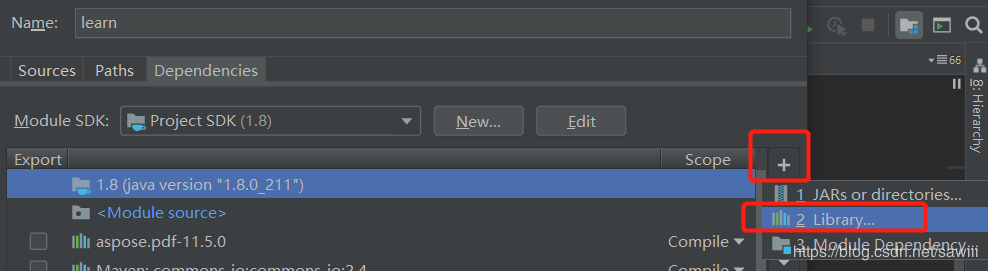 Name: learn
Sources Paths Dependencies
66
Module SDK: Project SDK (1.8) New... Edit
8: Hierarchy
Export Scope +
1.8 (java version "1.8.0_211")
1 JARs or directories...
<Module source>
2 Library...
aspose.pdf-11.5.0 Compile
3 Module Dependency...
Maven: commons-io:commons-io:2.4 Compile
https://blog.csdn.net/sawiii